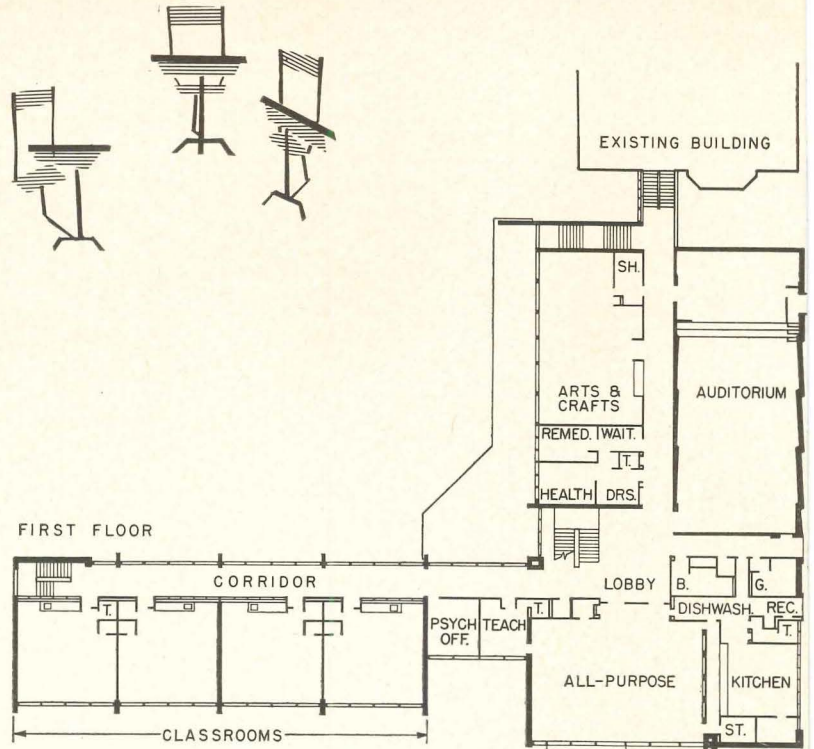 EXISTING BUILDING
SH.
ARTS &
CRAFTS
AUDITORIUM
REMED.
WAIT.
T.
HEALTH
DRS.
FIRST FLOOR
CORRIDOR
LOBBY
B.
G.
T.
PSYCH
OFF.
TEACH
T.
DISHWASH.
REC.
T.
ALL-PURPOSE
KITCHEN
ST.
CLASSROOMS